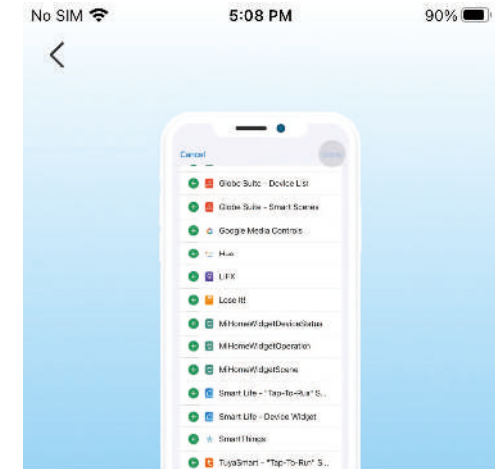 No SIM 5:08 PM 90%
Cancel
Globe Suite - Device List
Globe Suite - Smart Scenes
Google Media Controls
Hue
LIFX
Lose It!
MiHomeWidgetDeviceStatus
MiHomeWidgetOperation
MiHomeWidgetScene
Smart Life - "Tap-To-Run" S...
Smart Life - Device Widget
SmartThings
TuyaSmart - "Tap-To-Run" S...